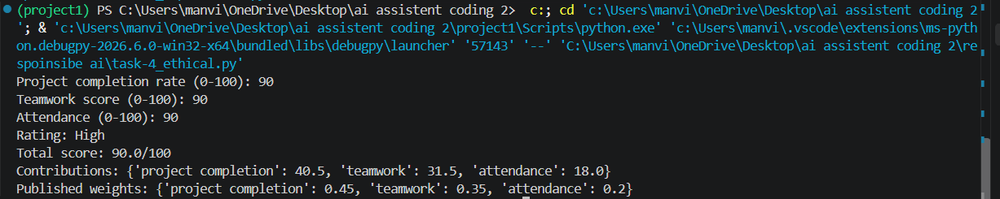 (project1) PS C:\Users\manvi\OneDrive\Desktop\ai assistent coding 2>  c:; cd 'c:\Users\manvi\OneDrive\Desktop\ai assistent coding 2
'; & 'c:\Users\manvi\OneDrive\Desktop\ai assistent coding 2\project1\Scripts\python.exe' 'c:\Users\manvi\.vscode\extensions\ms-pyth
on.debugpy-2026.6.0-win32-x64\bundled\libs\debugpy\launcher' '57143' '--' 'C:\Users\manvi\OneDrive\Desktop\ai assistent coding 2\re
spoinsibe ai\task-4_ethical.py'
Project completion rate (0-100): 90
Teamwork score (0-100): 90
Attendance (0-100): 90
Rating: High
Total score: 90.0/100
Contributions: {'project completion': 40.5, 'teamwork': 31.5, 'attendance': 18.0}
Published weights: {'project completion': 0.45, 'teamwork': 0.35, 'attendance': 0.2}